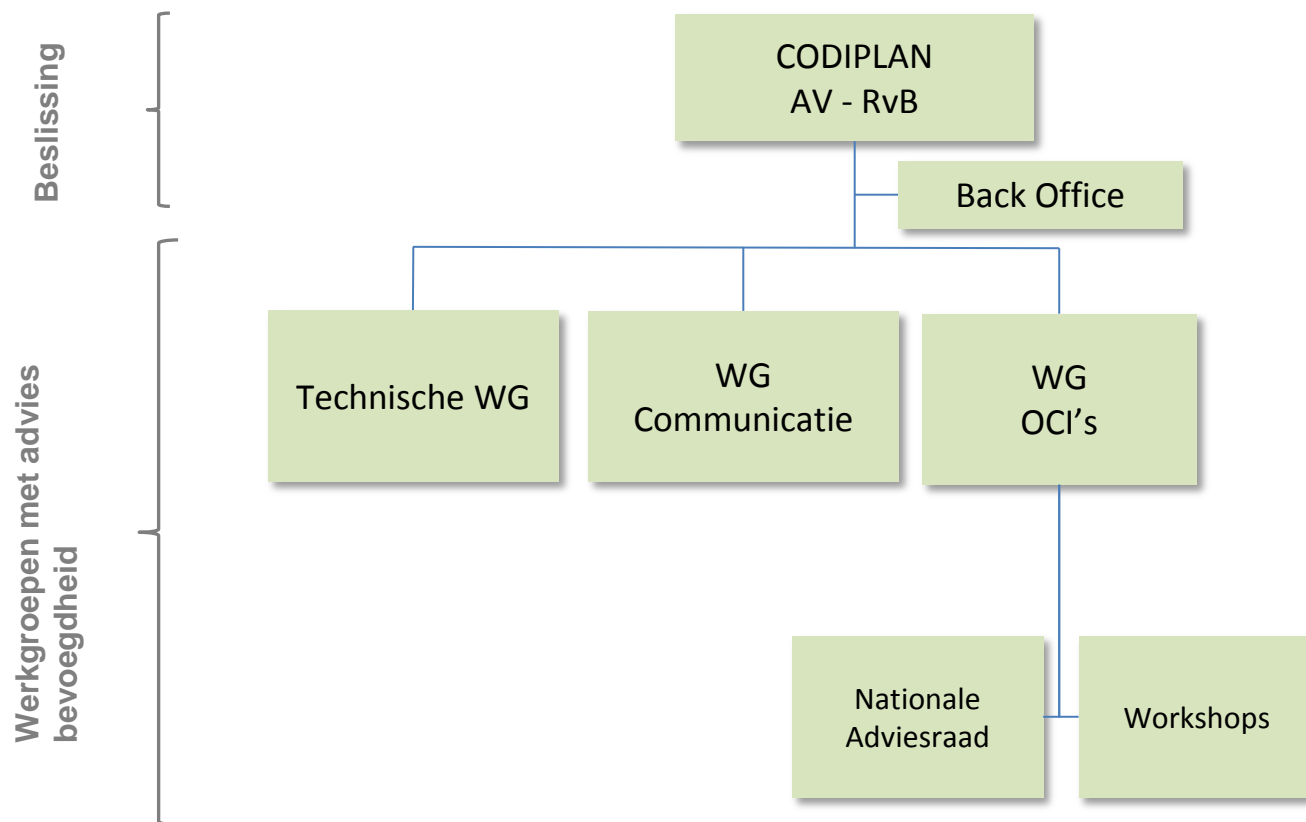 Beslissing
CODIPLAN
AV - RvB
Back Office
Werkgroepen met advies
bevoegdheid
Technische WG
WG
Communicatie
WG
OCI’s
Nationale
Adviesraad
Workshops